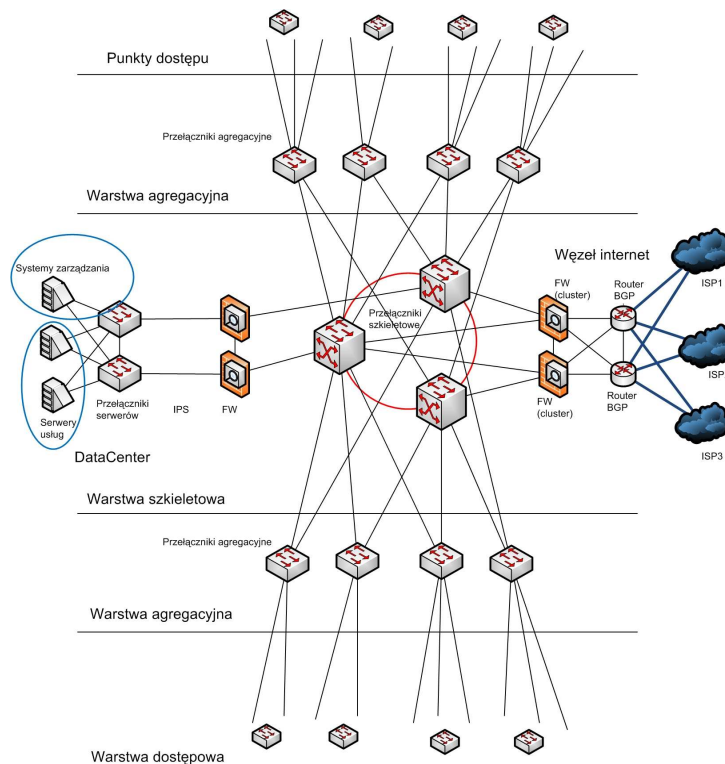 Punkty dostępu
Przełączniki agregacyjne
Warstwa agregacyjna
Węzeł internet
Systemy zarządzania
FW
(cluster)
Router
BGP
ISP1
Przełączniki
szkieletowe
ISP
Serwery
usług
Przełączniki
serwerów
IPS
FW
FW
(cluster)
Router
BGP
ISP3
DataCenter
Warstwa szkieletowa
Przełączniki agregacyjne
Warstwa agregacyjna
Warstwa dostępowa